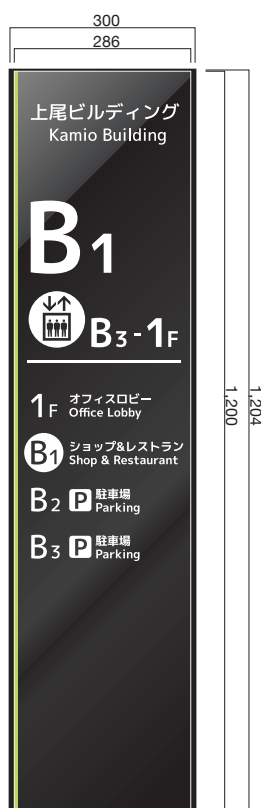 300
286
上尾ビルディング
Kamio Building
B1
B3-1F
1F オフィスロビー
Office Lobby
B1 ショップ&レストラン
Shop & Restaurant
B2 P 駐車場
Parking
B3 P 駐車場
Parking
1,200
1,204